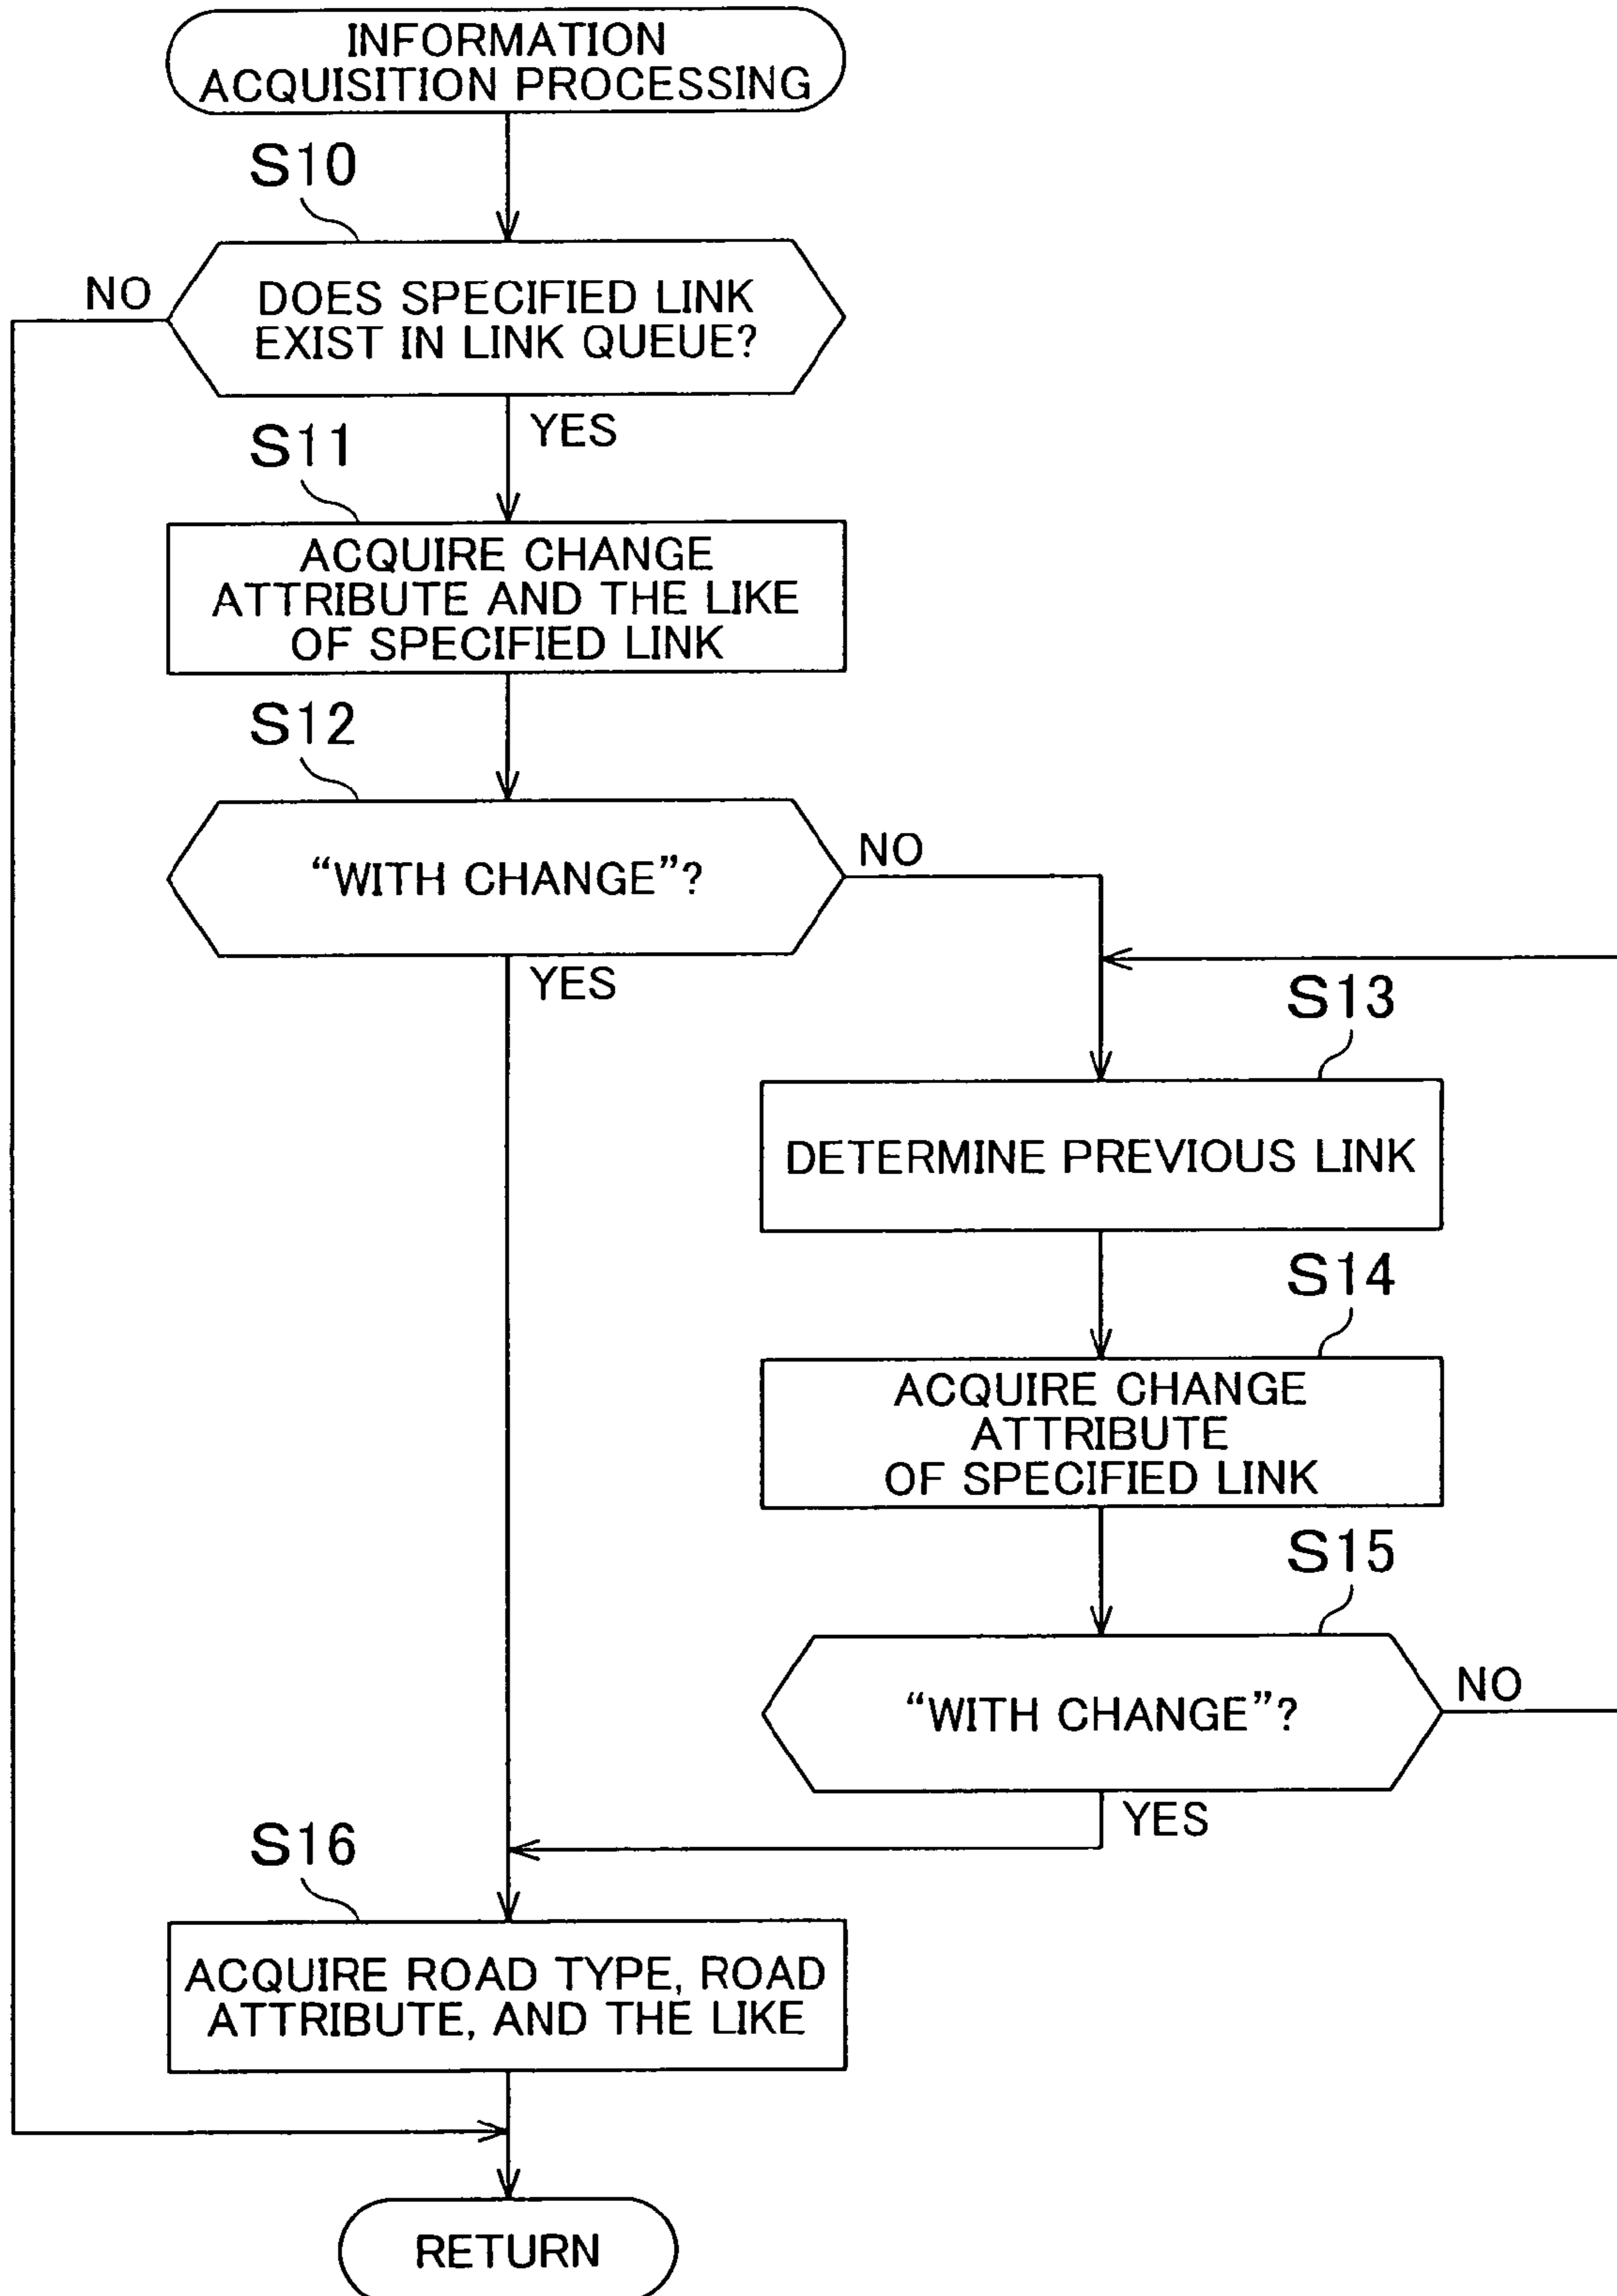 INFORMATION
ACQUISITION PROCESSING
S10
NO
DOES SPECIFIED LINK
EXIST IN LINK QUEUE?
YES
S11
ACQUIRE CHANGE
ATTRIBUTE AND THE LIKE
OF SPECIFIED LINK
S12
“WITH CHANGE”?
NO
YES
S13
DETERMINE PREVIOUS LINK
S14
ACQUIRE CHANGE
ATTRIBUTE
OF SPECIFIED LINK
S15
“WITH CHANGE”?
NO
YES
S16
ACQUIRE ROAD TYPE, ROAD
ATTRIBUTE, AND THE LIKE
RETURN